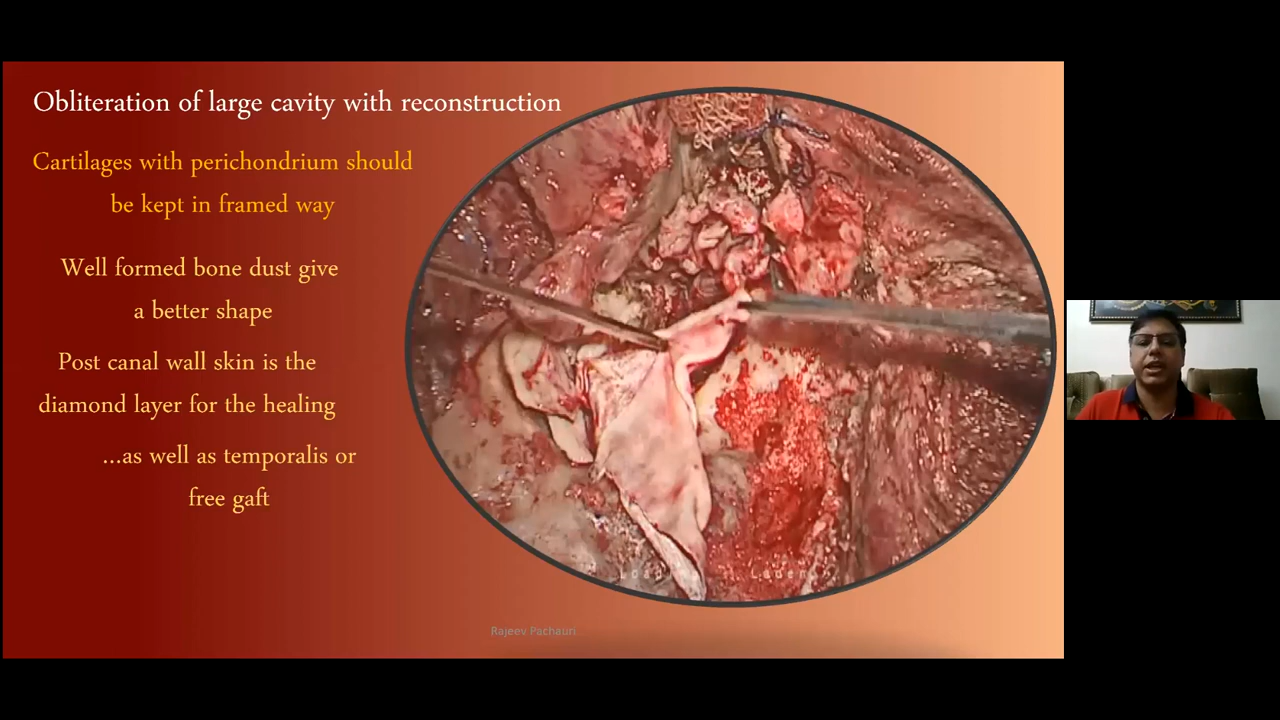 Obliteration of large cavity with reconstruction
Cartilages with perichondrium should
be kept in framed way
Well formed bone dust give
a better shape
Post canal wall skin is the
diamond layer for the healing
...as well as temporalis or
free gaft
Rajeev Pachauri